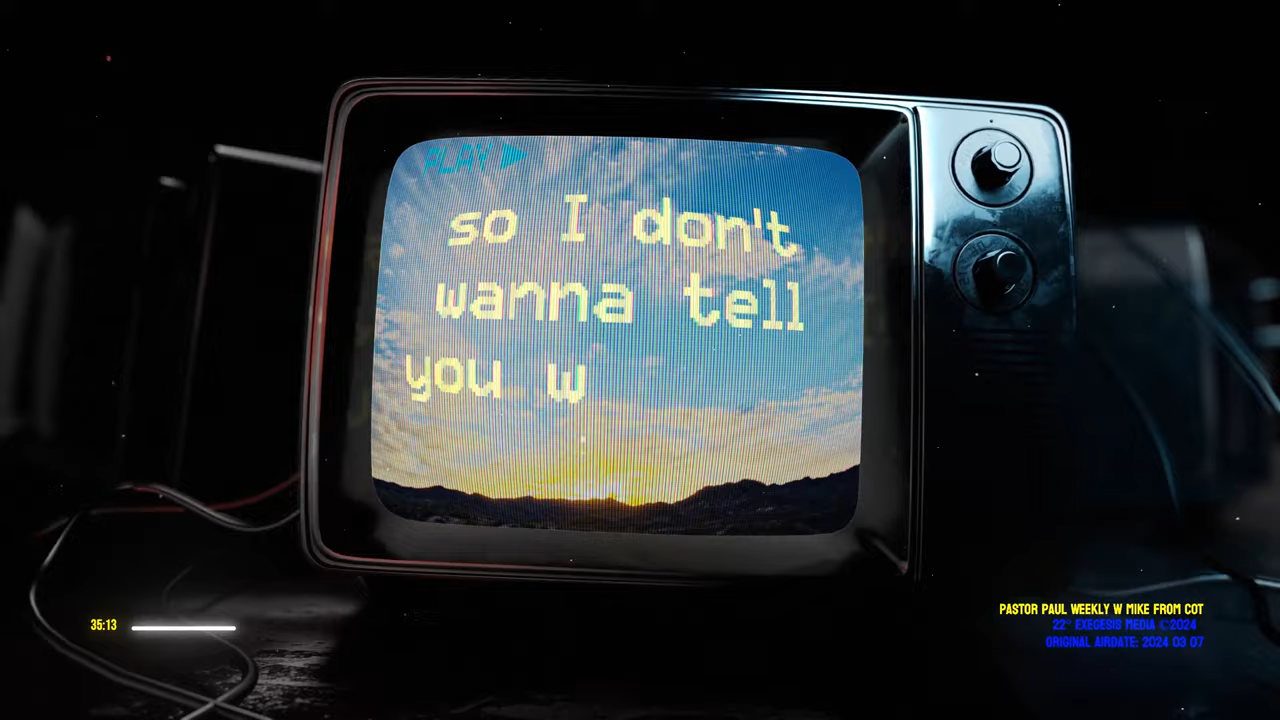 PLAY
so I don't
wanna tell
you w
35:13
PASTOR PAUL WEEKLY W MIKE FROM COT
22° EXEGESIS MEDIA ©2024
ORIGINAL AIRDATE: 2024 03 07